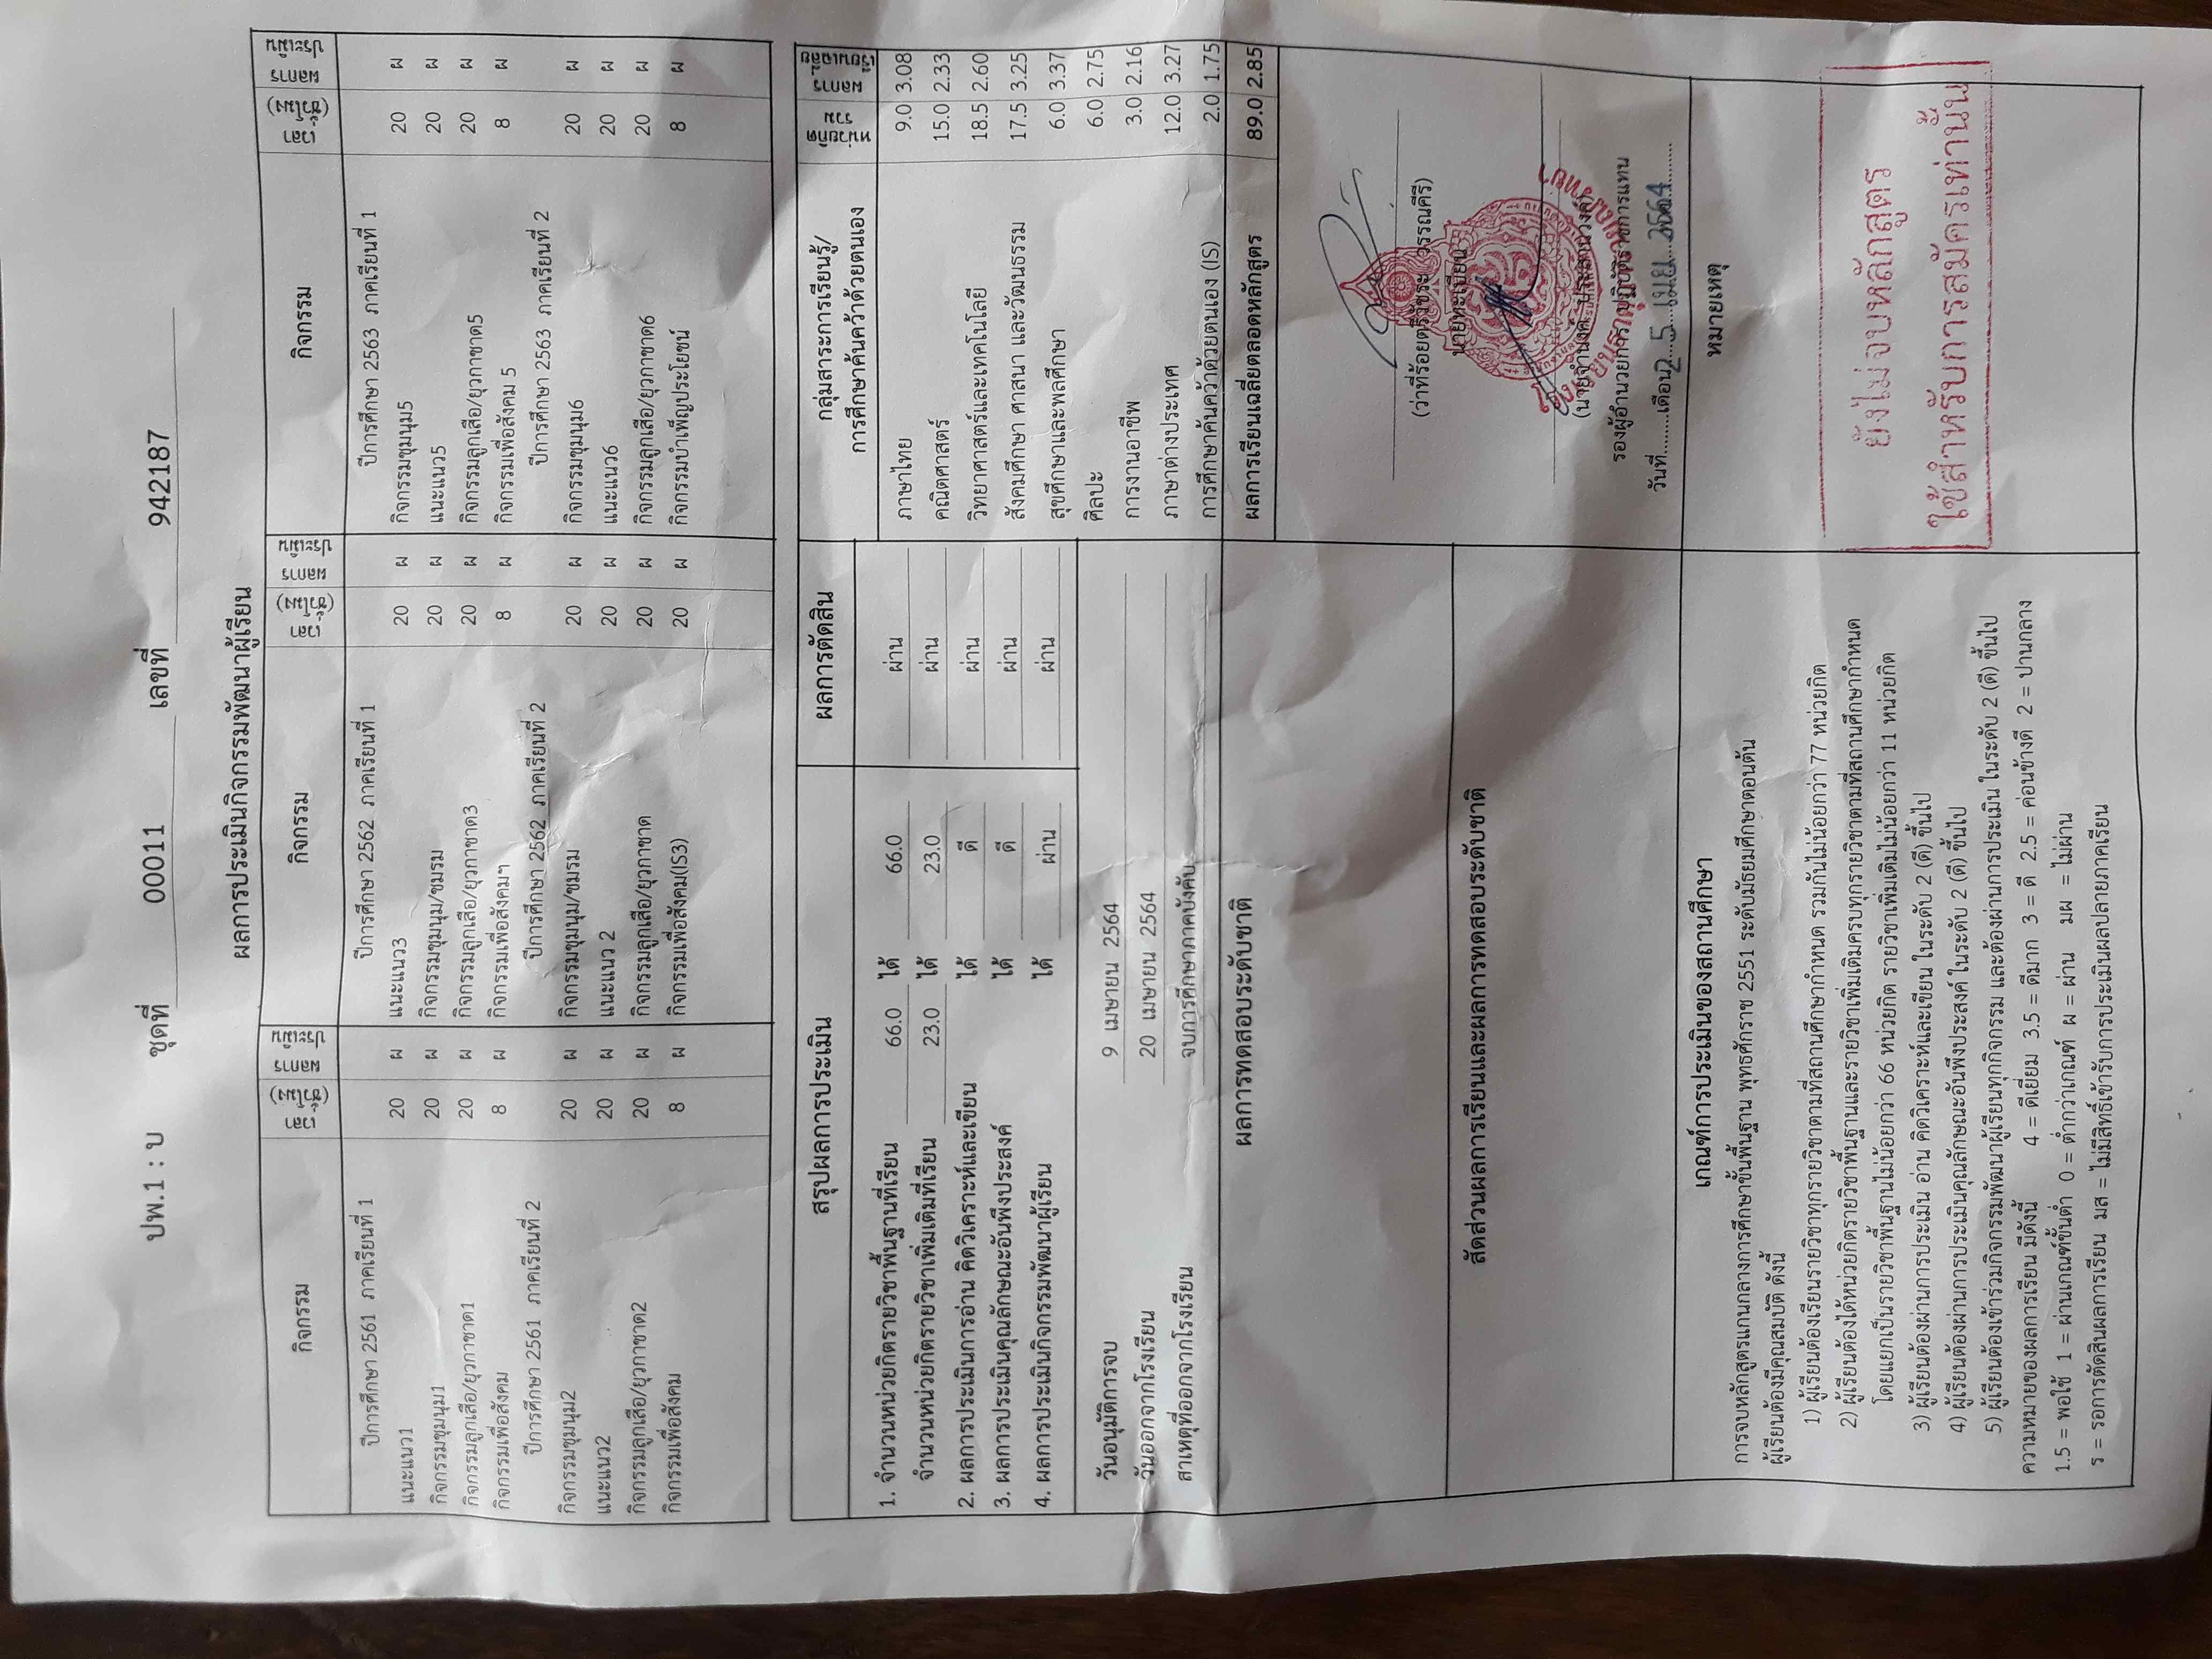 ปพ.1 : บ ชุดที่ 00011 เลขที่ 942187
ผลการประเมินกิจกรรมพัฒนาผู้เรียน
กิจกรรม เวลา (ชั่วโมง) ผลการประเมิน กิจกรรม เวลา (ชั่วโมง) ผลการประเมิน กิจกรรม เวลา (ชั่วโมง) ผลการประเมิน
ปีการศึกษา 2561 ภาคเรียนที่ 1
แนะแนว1 20 ผ
กิจกรรมชุมนุม1 20 ผ
กิจกรรมลูกเสือ/ยุวกาชาด1 20 ผ
กิจกรรมเพื่อสังคม 8 ผ
ปีการศึกษา 2561 ภาคเรียนที่ 2
กิจกรรมชุมนุม2 20 ผ
แนะแนว2 20 ผ
กิจกรรมลูกเสือ/ยุวกาชาด2 20 ผ
กิจกรรมเพื่อสังคม 8 ผ
ปีการศึกษา 2562 ภาคเรียนที่ 1
แนะแนว3 20 ผ
กิจกรรมชุมนุม/ชมรม 20 ผ
กิจกรรมลูกเสือ/ยุวกาชาด3 20 ผ
กิจกรรมเพื่อสังคมฯ 8 ผ
ปีการศึกษา 2562 ภาคเรียนที่ 2
กิจกรรมชุมนุม/ชมรม 20 ผ
แนะแนว 2 20 ผ
กิจกรรมลูกเสือ/ยุวกาชาด 20 ผ
กิจกรรมเพื่อสังคม(IS3) 20 ผ
ปีการศึกษา 2563 ภาคเรียนที่ 1
กิจกรรมชุมนุม5 20 ผ
แนะแนว5 20 ผ
กิจกรรมลูกเสือ/ยุวกาชาด5 20 ผ
กิจกรรมเพื่อสังคม 5 8 ผ
ปีการศึกษา 2563 ภาคเรียนที่ 2
กิจกรรมชุมนุม6 20 ผ
แนะแนว6 20 ผ
กิจกรรมลูกเสือ/ยุวกาชาด6 20 ผ
กิจกรรมบำเพ็ญประโยชน์ 8 ผ
สรุปผลการประเมิน ผลการตัดสิน
1. จำนวนหน่วยกิตรายวิชาพื้นฐานที่เรียน 66.0 ได้ 66.0 ผ่าน
จำนวนหน่วยกิตรายวิชาเพิ่มเติมที่เรียน 23.0 ได้ 23.0 ผ่าน
2. ผลการประเมินการอ่าน คิดวิเคราะห์และเขียน ได้ ดี ผ่าน
3. ผลการประเมินคุณลักษณะอันพึงประสงค์ ได้ ดี ผ่าน
4. ผลการประเมินกิจกรรมพัฒนาผู้เรียน ได้ ผ่าน ผ่าน
วันอนุมัติการจบ 9 เมษายน 2564
วันออกจากโรงเรียน 20 เมษายน 2564
สาเหตุที่ออกจากโรงเรียน จบการศึกษาภาคบังคับ
ผลการทดสอบระดับชาติ
สัดส่วนผลการเรียนและผลการทดสอบระดับชาติ
กลุ่มสาระการเรียนรู้/
การศึกษาค้นคว้าด้วยตนเอง
หน่วยกิตรวม ผลการเรียนเฉลี่ย
ภาษาไทย 9.0 3.08
คณิตศาสตร์ 15.0 2.33
วิทยาศาสตร์และเทคโนโลยี 18.5 2.60
สังคมศึกษา ศาสนา และวัฒนธรรม 17.5 3.25
สุขศึกษาและพลศึกษา 6.0 3.37
ศิลปะ 6.0 2.75
การงานอาชีพ 3.0 2.16
ภาษาต่างประเทศ 12.0 3.27
การศึกษาค้นคว้าด้วยตนเอง (IS) 2.0 1.75
ผลการเรียนเฉลี่ยตลอดหลักสูตร 89.0 2.85
(ว่าที่ร้อยตรีวัชระ วรรณศิริ)
นายทะเบียน
วันที่ เดือน 25 เมย 2564
เกณฑ์การประเมินของสถานศึกษา
การจบหลักสูตรแกนกลางการศึกษาขั้นพื้นฐาน พุทธศักราช 2551 ระดับมัธยมศึกษาตอนต้น
ผู้เรียนต้องมีคุณสมบัติ ดังนี้
1) ผู้เรียนต้องเรียนรายวิชาทุกรายวิชาตามที่สถานศึกษากำหนด รวมกันไม่น้อยกว่า 77 หน่วยกิต
2) ผู้เรียนต้องได้หน่วยกิตรายวิชาพื้นฐานและรายวิชาเพิ่มเติมครบทุกรายวิชาตามที่สถานศึกษากำหนด
โดยแยกเป็นรายวิชาพื้นฐานไม่น้อยกว่า 66 หน่วยกิต รายวิชาเพิ่มเติมไม่น้อยกว่า 11 หน่วยกิต
3) ผู้เรียนต้องผ่านการประเมิน อ่าน คิดวิเคราะห์และเขียน ในระดับ 2 (ดี) ขึ้นไป
4) ผู้เรียนต้องผ่านการประเมินคุณลักษณะอันพึงประสงค์ ในระดับ 2 (ดี) ขึ้นไป
5) ผู้เรียนต้องเข้าร่วมกิจกรรมพัฒนาผู้เรียนทุกกิจกรรม และต้องผ่านการประเมิน ในระดับ 2 (ดี) ขึ้นไป
ความหมายของผลการเรียน มีดังนี้ 4 = ดีเยี่ยม 3.5 = ดีมาก 3 = ดี 2.5 = ค่อนข้างดี 2 = ปานกลาง
1.5 = พอใช้ 1 = ผ่านเกณฑ์ขั้นต่ำ 0 = ต่ำกว่าเกณฑ์ ผ = ผ่าน มผ = ไม่ผ่าน
ร = รอการตัดสินผลการเรียน มส = ไม่มีสิทธิ์เข้ารับการประเมินผลปลายภาคเรียน
หมายเหตุ
ยังไม่จบหลักสูตร
ใช้สำหรับการสมัครเท่านั้น